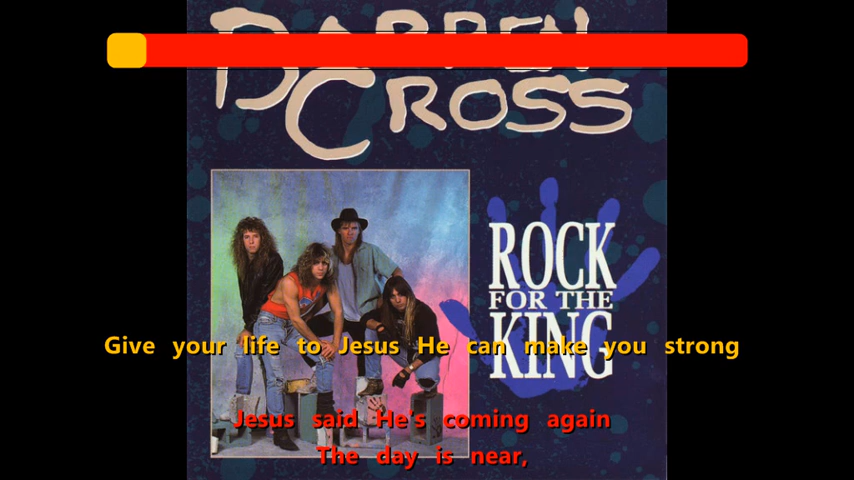 DARREN
CROSS
ROCK
FOR THE
KING
Give your life to Jesus He can make you strong
Jesus said He's coming again
The day is near,